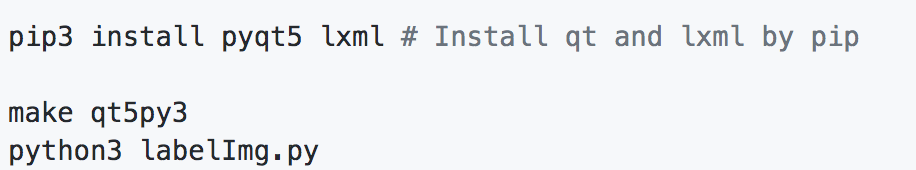 pip3 install pyqt5 lxml # Install qt and lxml by pip
make qt5py3
python3 labelImg.py